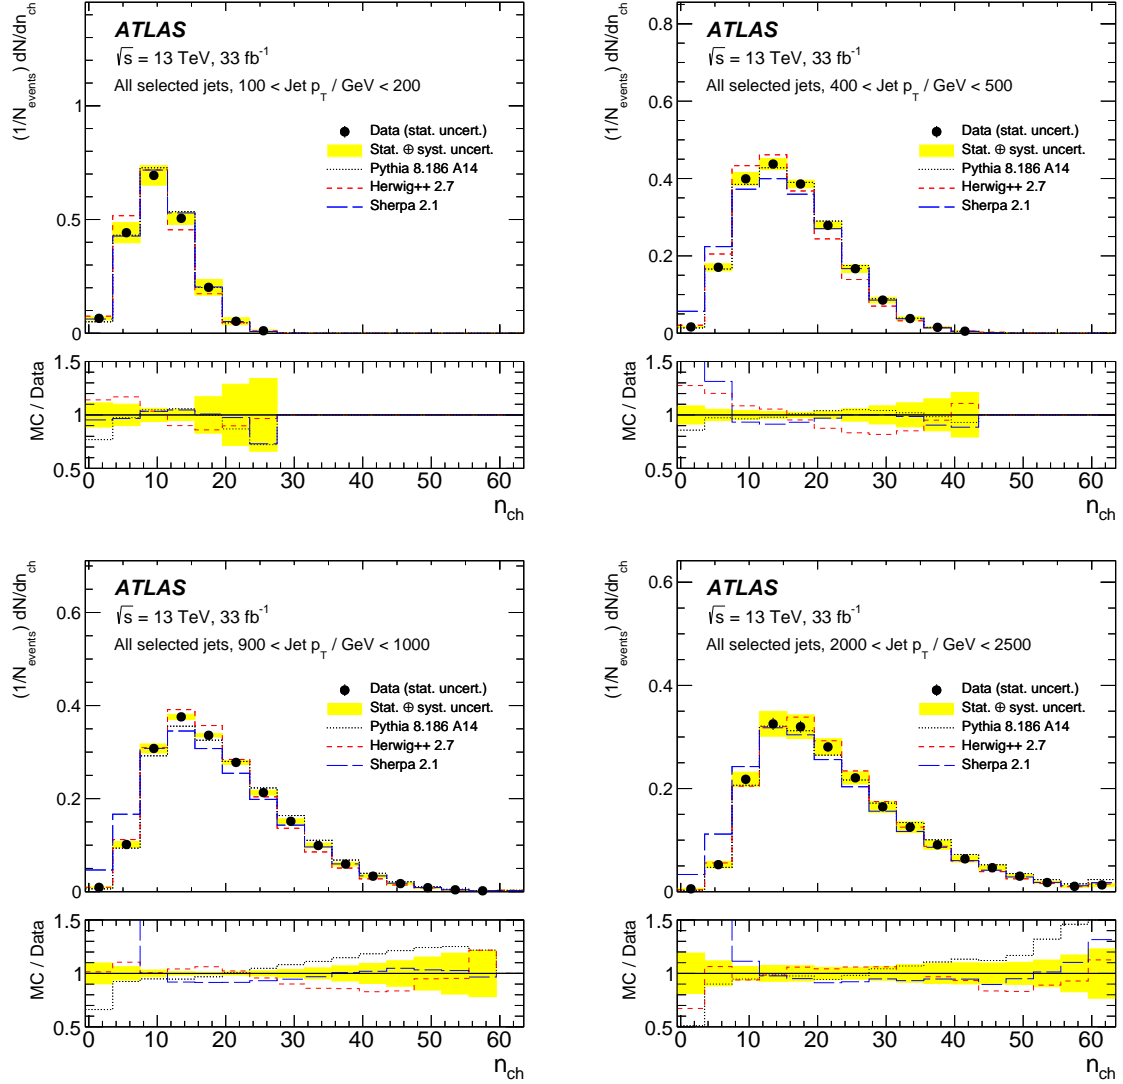 ATLAS
√s = 13 TeV, 33 fb⁻¹
All selected jets, 100 < Jet p_T / GeV < 200
(1/N_events) dN/dn_ch
1
0.5
0
Data (stat. uncert.)
Stat. ⊕ syst. uncert.
Pythia 8.186 A14
Herwig++ 2.7
Sherpa 2.1
MC / Data
1.5
1
0.5
0 10 20 30 40 50 60
n_ch
ATLAS
√s = 13 TeV, 33 fb⁻¹
All selected jets, 400 < Jet p_T / GeV < 500
(1/N_events) dN/dn_ch
0.8
0.6
0.4
0.2
0
Data (stat. uncert.)
Stat. ⊕ syst. uncert.
Pythia 8.186 A14
Herwig++ 2.7
Sherpa 2.1
MC / Data
1.5
1
0.5
0 10 20 30 40 50 60
n_ch
ATLAS
√s = 13 TeV, 33 fb⁻¹
All selected jets, 900 < Jet p_T / GeV < 1000
(1/N_events) dN/dn_ch
0.6
0.4
0.2
0
Data (stat. uncert.)
Stat. ⊕ syst. uncert.
Pythia 8.186 A14
Herwig++ 2.7
Sherpa 2.1
MC / Data
1.5
1
0.5
0 10 20 30 40 50 60
n_ch
ATLAS
√s = 13 TeV, 33 fb⁻¹
All selected jets, 2000 < Jet p_T / GeV < 2500
(1/N_events) dN/dn_ch
0.6
0.4
0.2
0
Data (stat. uncert.)
Stat. ⊕ syst. uncert.
Pythia 8.186 A14
Herwig++ 2.7
Sherpa 2.1
MC / Data
1.5
1
0.5
0 10 20 30 40 50 60
n_ch